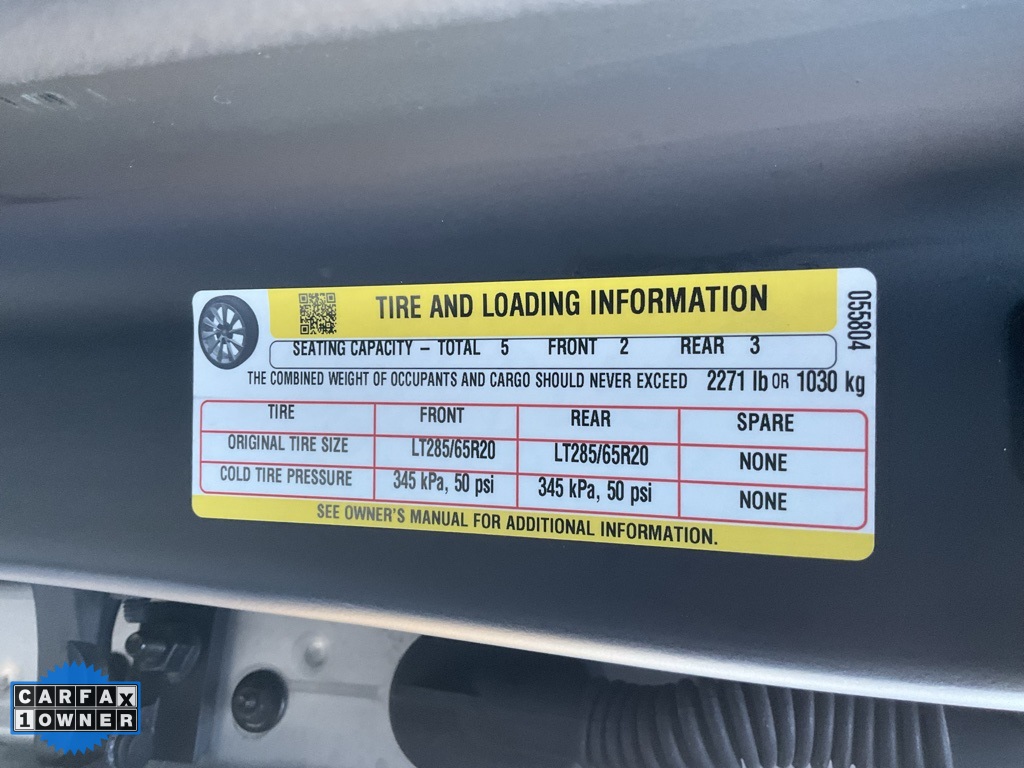 TIRE AND LOADING INFORMATION
055804
SEATING CAPACITY – TOTAL 5 FRONT 2 REAR 3
THE COMBINED WEIGHT OF OCCUPANTS AND CARGO SHOULD NEVER EXCEED 2271 lb OR 1030 kg
TIRE FRONT REAR SPARE
ORIGINAL TIRE SIZE LT285/65R20 LT285/65R20 NONE
COLD TIRE PRESSURE 345 kPa, 50 psi 345 kPa, 50 psi NONE
SEE OWNER'S MANUAL FOR ADDITIONAL INFORMATION.
CARFAX
1 OWNER